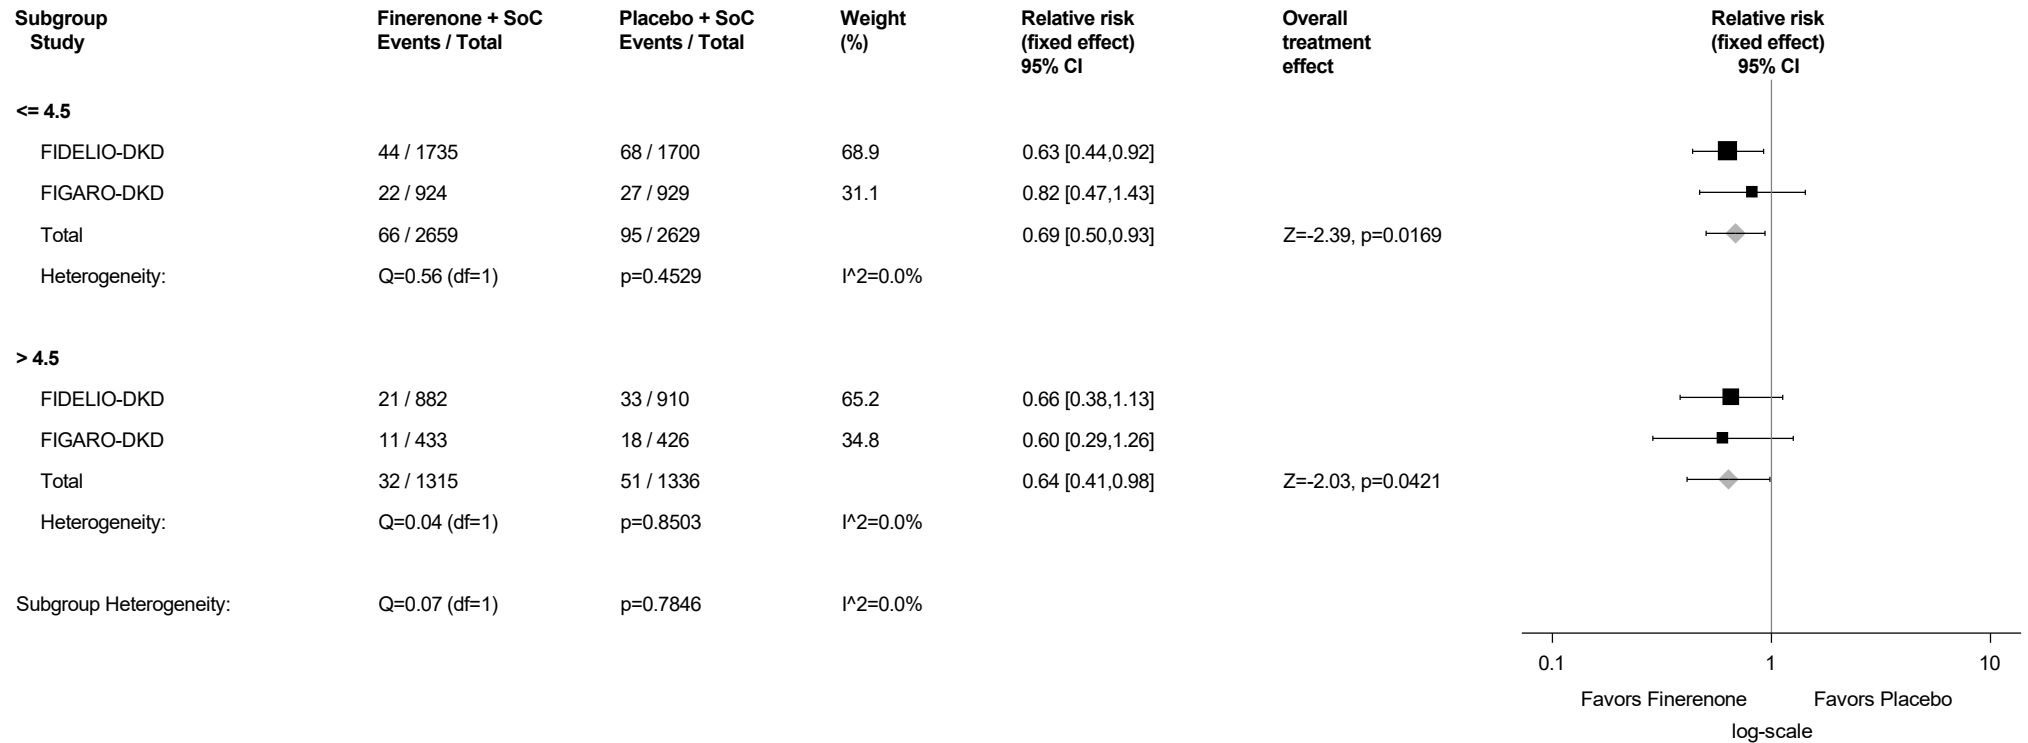 Subgroup Finerenone + SoC Placebo + SoC Weight Relative risk Overall Relative risk
Study Events / Total Events / Total (%) (fixed effect) treatment (fixed effect)
95% CI effect 95% CI
<= 4.5
FIDELIO-DKD 44 / 1735 68 / 1700 68.9 0.63 [0.44,0.92]
FIGARO-DKD 22 / 924 27 / 929 31.1 0.82 [0.47,1.43]
Total 66 / 2659 95 / 2629 0.69 [0.50,0.93] Z=-2.39, p=0.0169
Heterogeneity: Q=0.56 (df=1) p=0.4529 I^2=0.0%
> 4.5
FIDELIO-DKD 21 / 882 33 / 910 65.2 0.66 [0.38,1.13]
FIGARO-DKD 11 / 433 18 / 426 34.8 0.60 [0.29,1.26]
Total 32 / 1315 51 / 1336 0.64 [0.41,0.98] Z=-2.03, p=0.0421
Heterogeneity: Q=0.04 (df=1) p=0.8503 I^2=0.0%
Subgroup Heterogeneity: Q=0.07 (df=1) p=0.7846 I^2=0.0%
0.1 1 10
Favors Finerenone Favors Placebo
log-scale